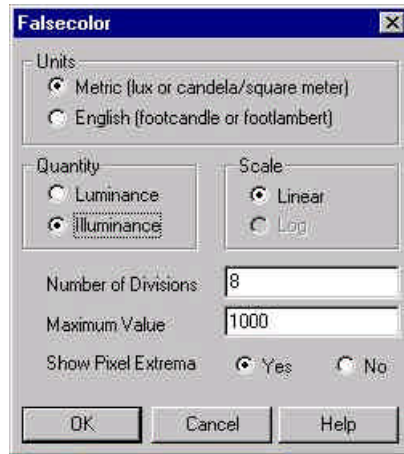 Falsecolor
Units
Metric (lux or candela/square meter)
English (footcandle or footlambert)
Quantity
Luminance
Illuminance
Scale
Linear
Log
Number of Divisions 8
Maximum Value 1000
Show Pixel Extrema Yes No
OK Cancel Help